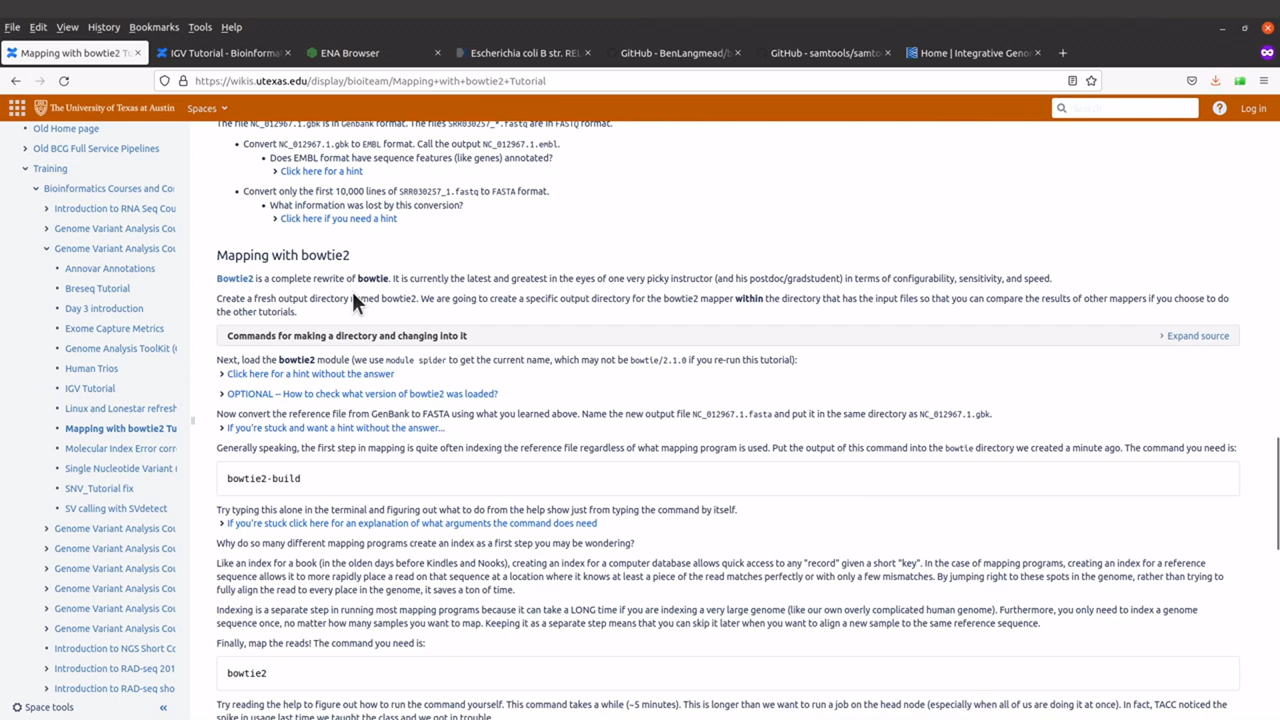 File Edit View History Bookmarks Tools Help
Mapping with bowtie2 Tu
IGV Tutorial - Bioinformat
ENA Browser
Escherichia coli B str. REL
GitHub - BenLangmead/b
GitHub - samtools/samto
Home | Integrative Geno
https://wikis.utexas.edu/display/bioiteam/Mapping+with+bowtie2+Tutorial
The University of Texas at Austin
Spaces
Search
Log in
Old Home page
Old BCG Full Service Pipelines
Training
Bioinformatics Courses and Co
Introduction to RNA Seq Cou
Genome Variant Analysis Cou
Genome Variant Analysis Cou
Annovar Annotations
Breseq Tutorial
Day 3 introduction
Exome Capture Metrics
Genome Analysis ToolKit (
Human Trios
IGV Tutorial
Linux and Lonestar refresh
Mapping with bowtie2 Tu
Molecular Index Error corr
Single Nucleotide Variant (
SNV_Tutorial fix
SV calling with SVdetect
Genome Variant Analysis Cou
Genome Variant Analysis Cou
Genome Variant Analysis Cou
Genome Variant Analysis Cou
Genome Variant Analysis Cou
Genome Variant Analysis Cou
Introduction to NGS Short Co
Introduction to RAD-seq 201
Introduction to RAD-seq sho
Space tools
The file NC_012967.1.gbk is in Genbank format. The files SRR030257_*.fastq are in FASTQ format.
• Convert NC_012967.1.gbk to EMBL format. Call the output NC_012967.1.embl.
• Does EMBL format have sequence features (like genes) annotated?
Click here for a hint
• Convert only the first 10,000 lines of SRR030257_1.fastq to FASTA format.
• What information was lost by this conversion?
Click here if you need a hint
Mapping with bowtie2
Bowtie2 is a complete rewrite of bowtie. It is currently the latest and greatest in the eyes of one very picky instructor (and his postdoc/gradstudent) in terms of configurability, sensitivity, and speed.
Create a fresh output directory named bowtie2. We are going to create a specific output directory for the bowtie2 mapper within the directory that has the input files so that you can compare the results of other mappers if you choose to do
the other tutorials.
Commands for making a directory and changing into it
Expand source
Next, load the bowtie2 module (we use module spider to get the current name, which may not be bowtie/2.1.0 if you re-run this tutorial):
Click here for a hint without the answer
OPTIONAL -- How to check what version of bowtie2 was loaded?
Now convert the reference file from GenBank to FASTA using what you learned above. Name the new output file NC_012967.1.fasta and put it in the same directory as NC_012967.1.gbk.
If you're stuck and want a hint without the answer...
Generally speaking, the first step in mapping is quite often indexing the reference file regardless of what mapping program is used. Put the output of this command into the bowtie directory we created a minute ago. The command you need is:
bowtie2-build
Try typing this alone in the terminal and figuring out what to do from the help show just from typing the command by itself.
If you're stuck click here for an explanation of what arguments the command does need
Why do so many different mapping programs create an index as a first step you may be wondering?
Like an index for a book (in the olden days before Kindles and Nooks), creating an index for a computer database allows quick access to any "record" given a short "key". In the case of mapping programs, creating an index for a reference
sequence allows it to more rapidly place a read on that sequence at a location where it knows at least a piece of the read matches perfectly or with only a few mismatches. By jumping right to these spots in the genome, rather than trying to
fully align the read to every place in the genome, it saves a ton of time.
Indexing is a separate step in running most mapping programs because it can take a LONG time if you are indexing a very large genome (like our own overly complicated human genome). Furthermore, you only need to index a genome
sequence once, no matter how many samples you want to map. Keeping it as a separate step means that you can skip it later when you want to align a new sample to the same reference sequence.
Finally, map the reads! The command you need is:
bowtie2
Try reading the help to figure out how to run the command yourself. This command takes a while (~5 minutes). This is longer than we want to run a job on the head node (especially when all of us are doing it at once). In fact, TACC noticed the
spike in usage last time we taught the class and we got in trouble